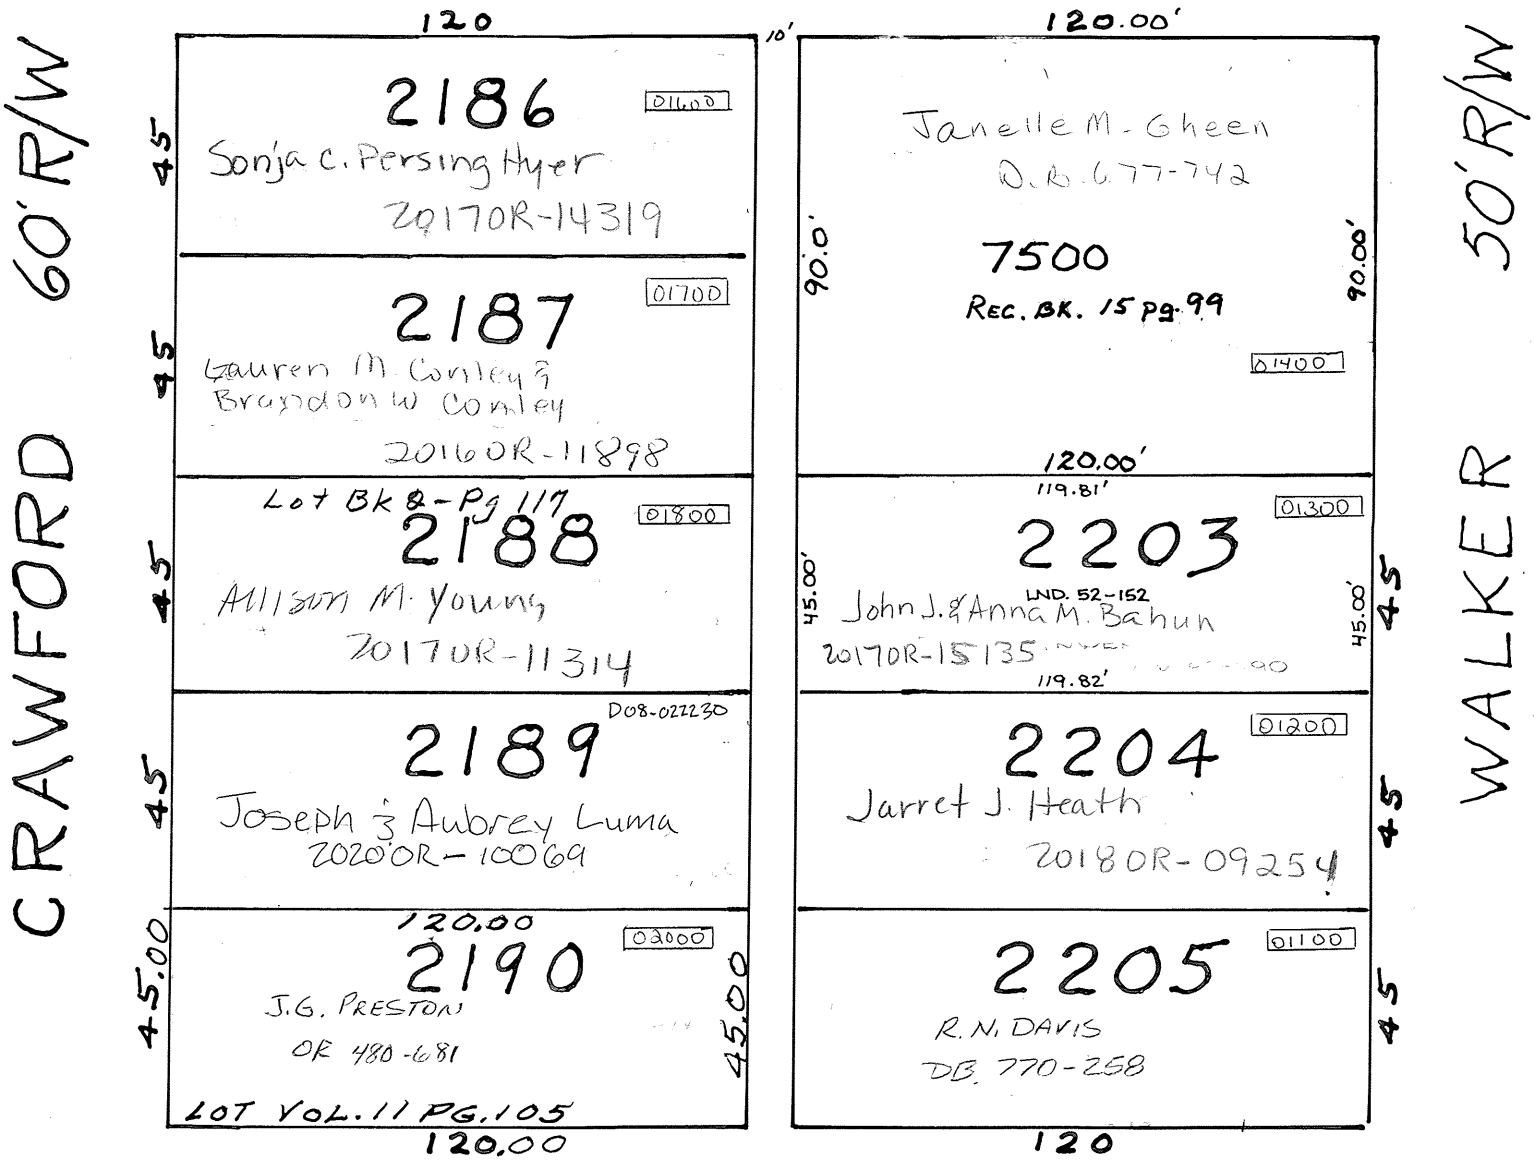 CRAWFORD 60' R/W
120
45
2186
01600
Sonja C. Persing Hyer
2017OR-14319
45
2187
01700
Lauren M Conley &
Brandon W Conley
2016OR-11898
Lot Bk 2-Pg 117
45
2188
01800
Allison M. Young
2017OR-11314
D08-022230
45
2189
Joseph & Aubrey Luma
2020OR-10069
120.00
45.00
2190
02000
J.G. PRESTON
OR 480-681
45.00
LOT VOL. 11 PG. 105
120.00
10'
120.00'
Janelle M. Gheen
D.B. 677-742
90.0'
7500
90.00'
REC. BK. 15 pg. 99
01400
120.00'
119.81'
01300
2203
45.00'
LND. 52-152
45.00'
45
John J. & Anna M. Bahun
2017OR-15135
119.82'
01200
2204
45
Jarret J. Heath
2018OR-09254
01100
2205
45
R.N. DAVIS
DB. 770-258
120
WALKER 50' R/W